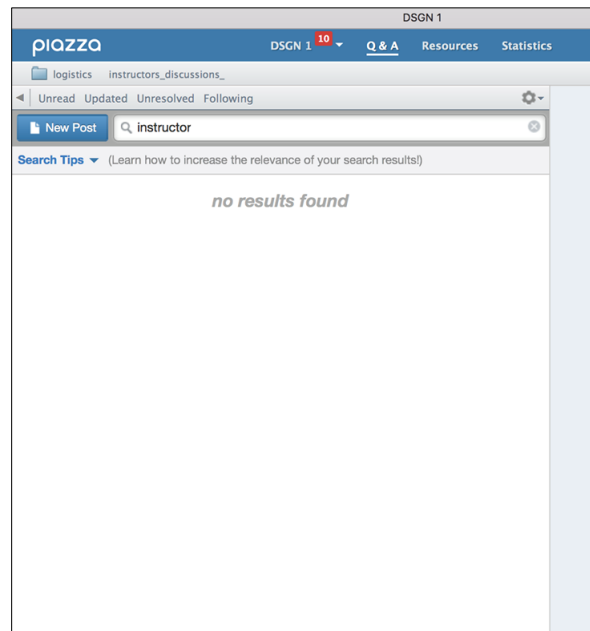 DSGN 1
piazza DSGN 1 10 Q & A Resources Statistics
logistics instructors_discussions_
Unread Updated Unresolved Following
New Post instructor
Search Tips (Learn how to increase the relevance of your search results!)
no results found